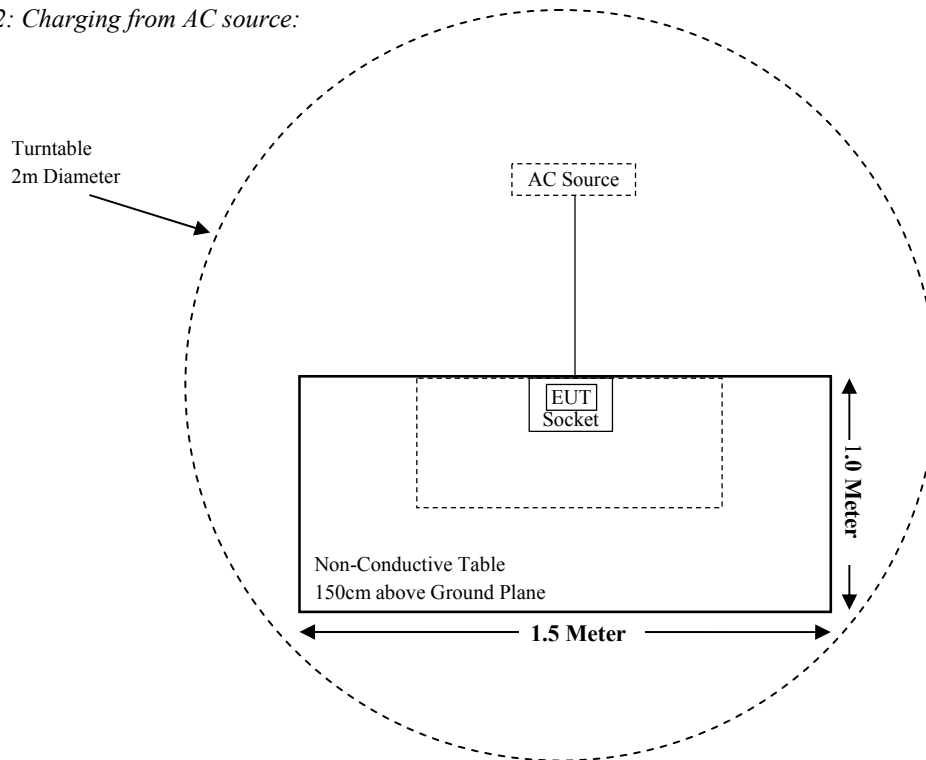 2: Charging from AC source:
Turntable
2m Diameter
AC Source
EUT
Socket
1.0 Meter
Non-Conductive Table
150cm above Ground Plane
1.5 Meter